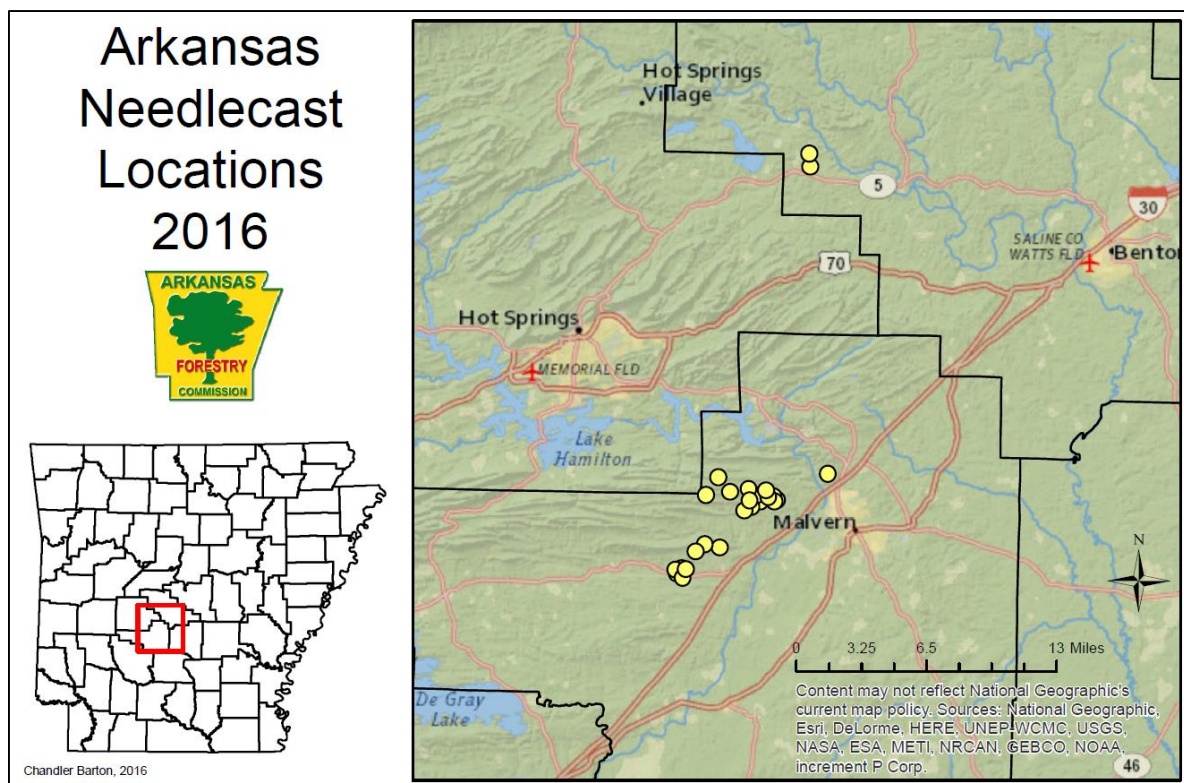 Arkansas
Needlecast
Locations
2016
ARKANSAS
FORESTRY
COMMISSION
Chandler Barton, 2016
Hot Springs
Village
5
30
SALINE CO
WATTS FLD
Benton
70
Hot Springs
MEMORIAL FLD
Lake
Hamilton
Malvern
N
De Gray
Lake
0 3.25 6.5 13 Miles
Content may not reflect National Geographic's
current map policy. Sources: National Geographic,
Esri, DeLorme, HERE, UNEP-WCMC, USGS,
NASA, ESA, METI, NRCAN, GEBCO, NOAA,
increment P Corp.
46